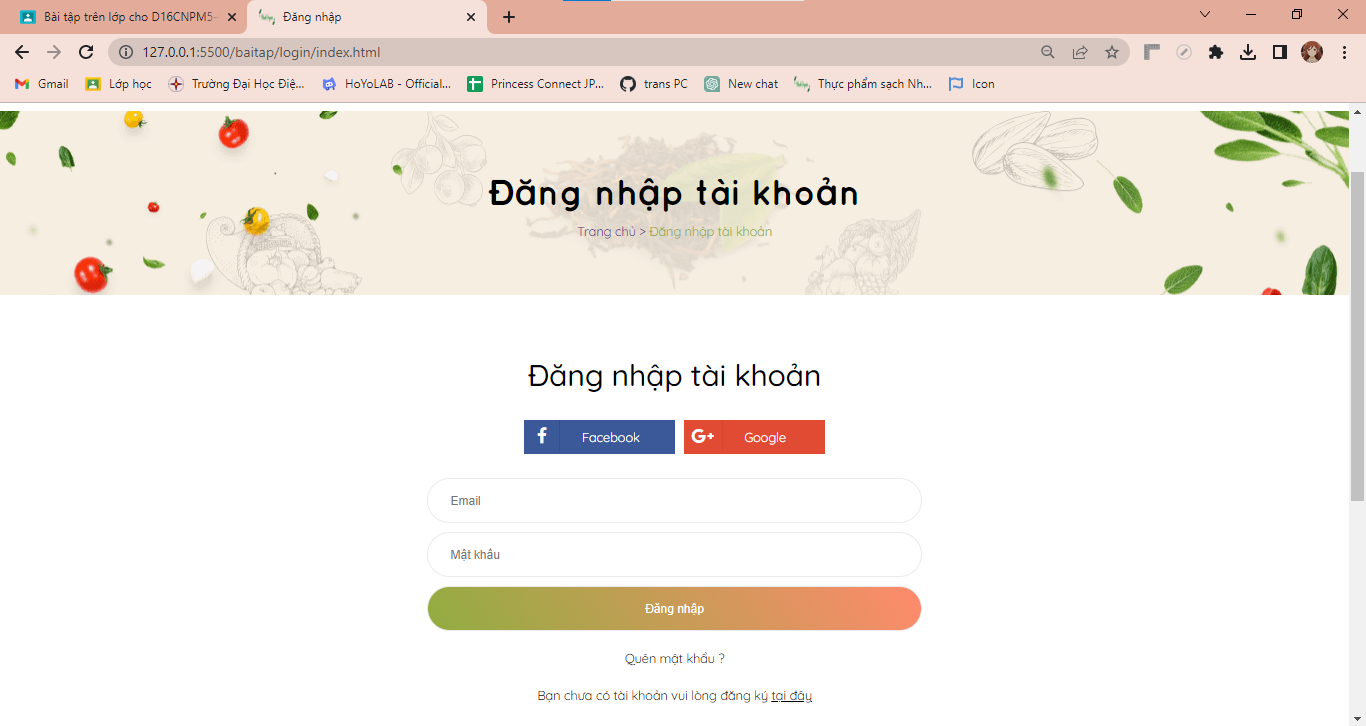 Bài tập trên lớp cho D16CNPM5-
Đăng nhập
127.0.0.1:5500/baitap/login/index.html
Gmail
Lớp học
Trường Đại Học Điệ...
HoYoLAB - Official...
Princess Connect JP...
trans PC
New chat
Thực phẩm sạch Nh...
Icon
Đăng nhập tài khoản
Trang chủ > Đăng nhập tài khoản
Đăng nhập tài khoản
f Facebook
G+ Google
Email
Mật khẩu
Đăng nhập
Quên mật khẩu ?
Bạn chưa có tài khoản vui lòng đăng ký tại đây